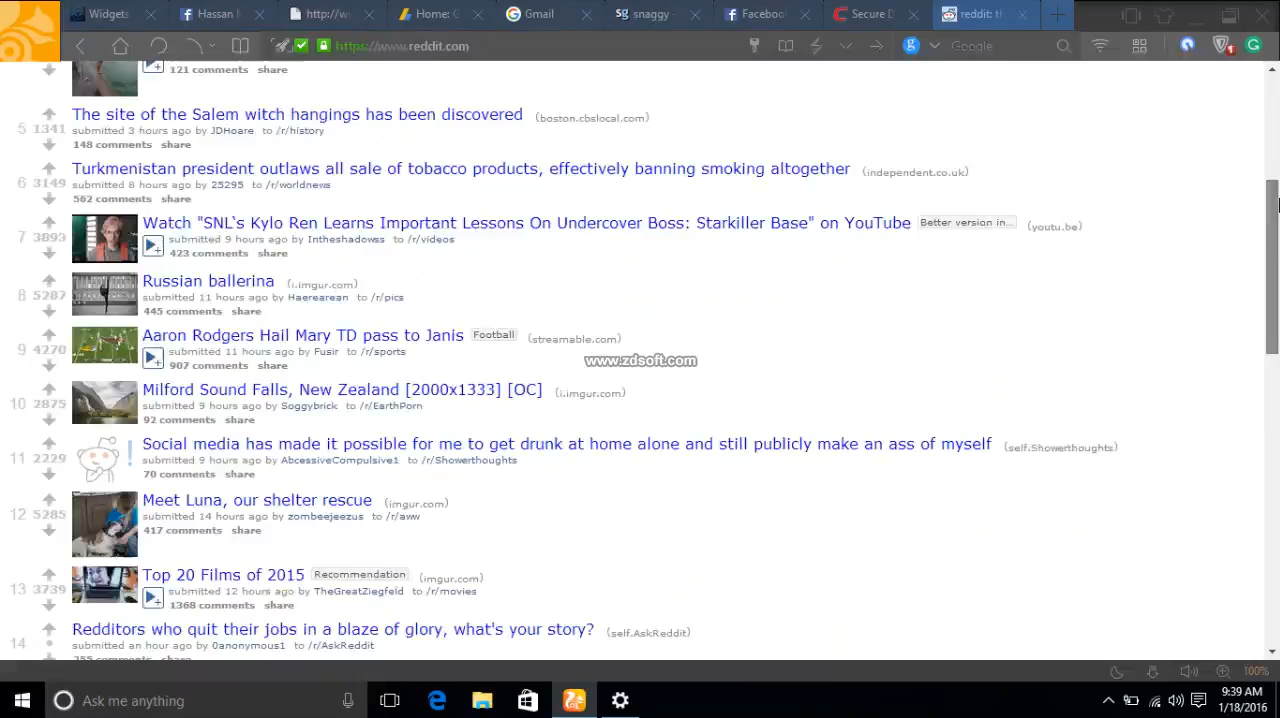 Widgets
Hassan I
http://w
Home: G
Gmail
snaggy -
Faceboo
Secure D
reddit: th
https://www.reddit.com
Google
121 comments share
The site of the Salem witch hangings has been discovered (boston.cbslocal.com)
5 1341
submitted 3 hours ago by JDHoare to /r/history
148 comments share
Turkmenistan president outlaws all sale of tobacco products, effectively banning smoking altogether (independent.co.uk)
6 3149
submitted 8 hours ago by 25295 to /r/worldnews
562 comments share
Watch "SNL's Kylo Ren Learns Important Lessons On Undercover Boss: Starkiller Base" on YouTube Better version in... (youtu.be)
7 3893
submitted 9 hours ago by Intheshadowss to /r/videos
423 comments share
Russian ballerina (i.imgur.com)
8 5287
submitted 11 hours ago by Haerearean to /r/pics
445 comments share
Aaron Rodgers Hail Mary TD pass to Janis Football (streamable.com)
9 4270
submitted 11 hours ago by Fusir to /r/sports
www.zdsoft.com
907 comments share
Milford Sound Falls, New Zealand [2000x1333] [OC] (i.imgur.com)
10 2875
submitted 9 hours ago by Soggybrick to /r/EarthPorn
92 comments share
Social media has made it possible for me to get drunk at home alone and still publicly make an ass of myself (self.Showerthoughts)
11 2229
submitted 9 hours ago by AbcessiveCompulsive1 to /r/Showerthoughts
70 comments share
Meet Luna, our shelter rescue (imgur.com)
12 5285
submitted 14 hours ago by zombeejeezus to /r/aww
417 comments share
Top 20 Films of 2015 Recommendation (imgur.com)
13 3739
submitted 12 hours ago by TheGreatZiegfeld to /r/movies
1368 comments share
Redditors who quit their jobs in a blaze of glory, what's your story? (self.AskReddit)
14 •
submitted an hour ago by 0anonymous1 to /r/AskReddit
255 comments share
100%
Ask me anything
9:39 AM
1/18/2016